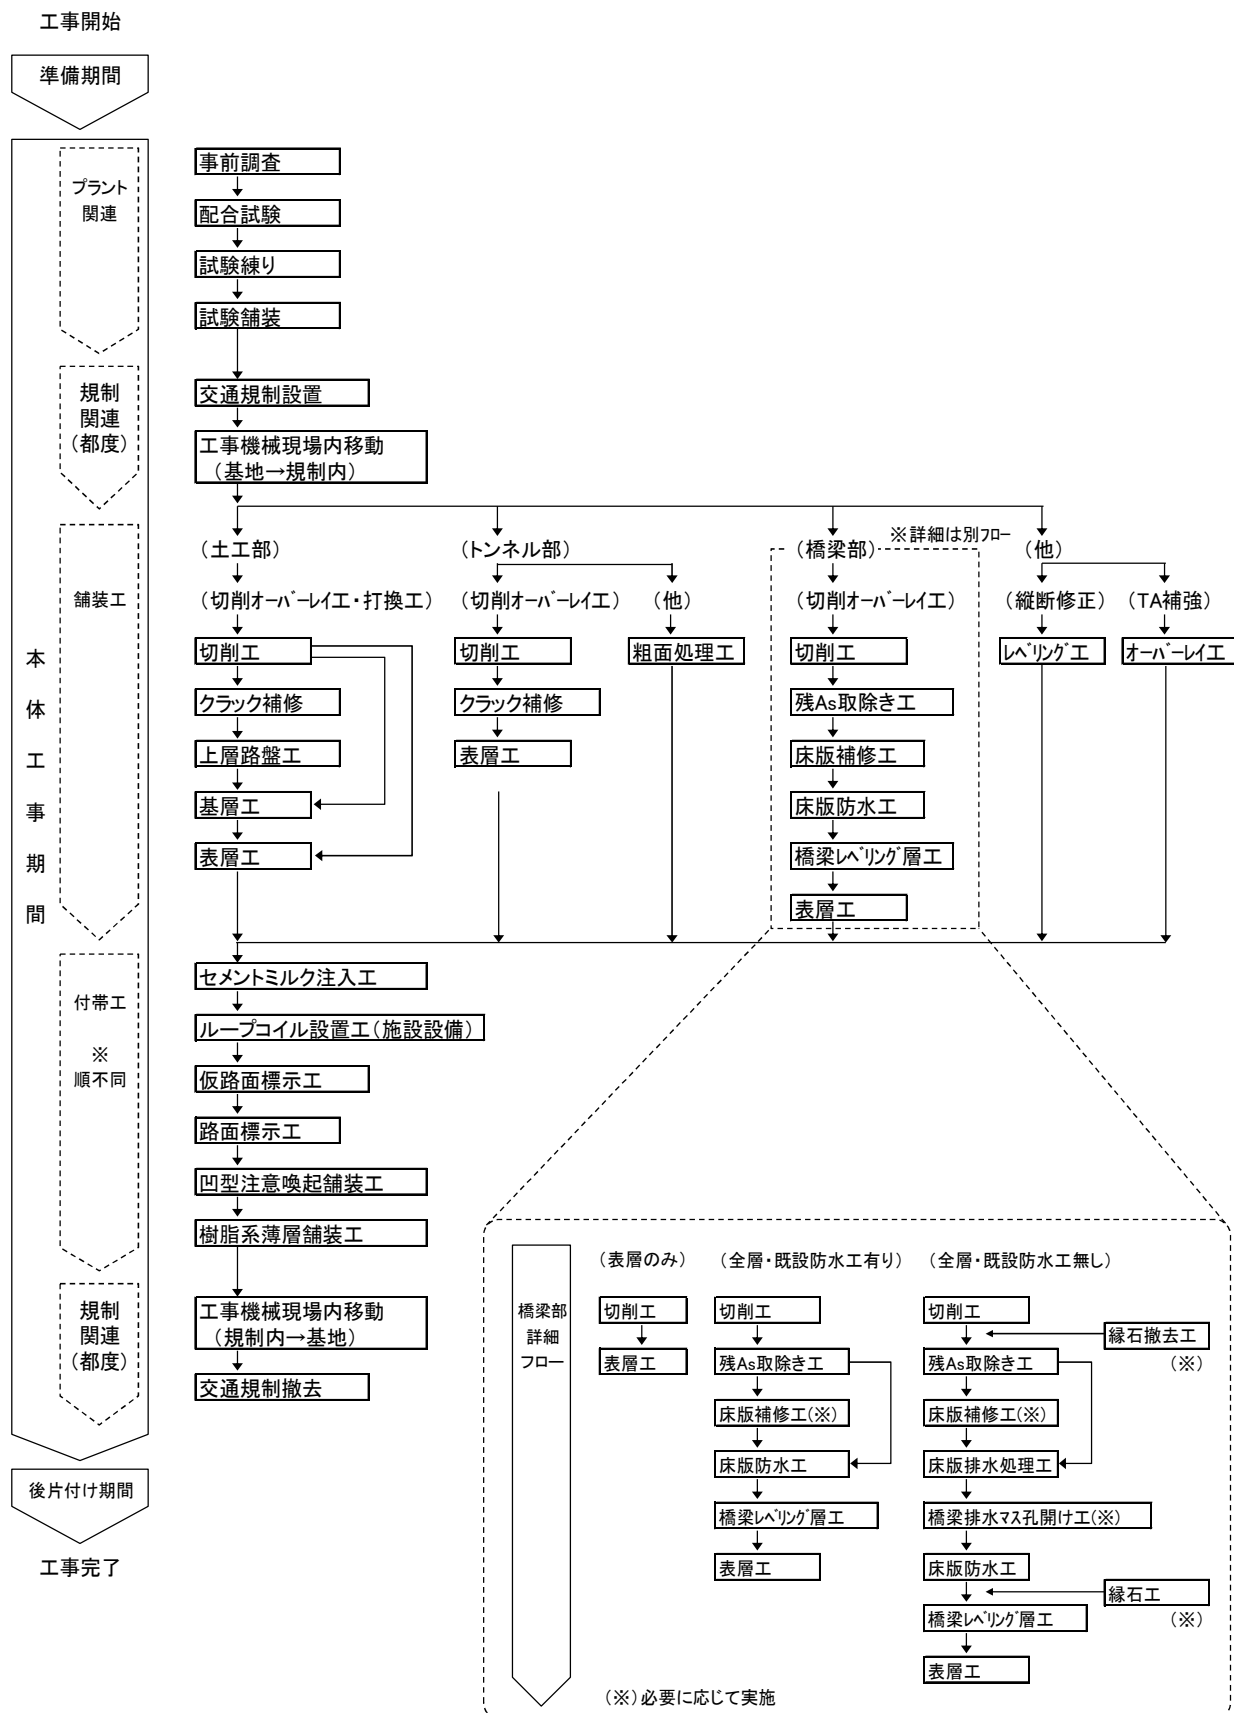 工事開始
準備期間
本体工事期間
プラント
関連
事前調査
配合試験
試験練り
試験舗装
規制
関連
（都度）
交通規制設置
工事機械現場内移動
（基地→規制内）
舗装工
（土工部）
（トンネル部）
（橋梁部）
※詳細は別フロー
（他）
（切削オーバーレイ工・打換工）
（切削オーバーレイ工）
（他）
（切削オーバーレイ工）
（縦断修正）
（TA補強）
切削工
クラック補修
上層路盤工
基層工
表層工
切削工
クラック補修
表層工
粗面処理工
切削工
残As取除き工
床版補修工
床版防水工
橋梁レベリング層工
表層工
レベリング工
オーバーレイ工
付帯工
※
順不同
セメントミルク注入工
ループコイル設置工（施設設備）
仮路面標示工
路面標示工
凹型注意喚起舗装工
樹脂系薄層舗装工
規制
関連
（都度）
工事機械現場内移動
（規制内→基地）
交通規制撤去
後片付け期間
工事完了
橋梁部
詳細
フロー
（表層のみ）
切削工
表層工
（全層・既設防水工有り）
切削工
残As取除き工
床版補修工(※)
床版防水工
橋梁レベリング層工
表層工
（全層・既設防水工無し）
切削工
縁石撤去工
（※）
残As取除き工
床版補修工(※)
床版排水処理工
橋梁排水マス孔開け工(※)
床版防水工
縁石工
（※）
橋梁レベリング層工
表層工
（※）必要に応じて実施